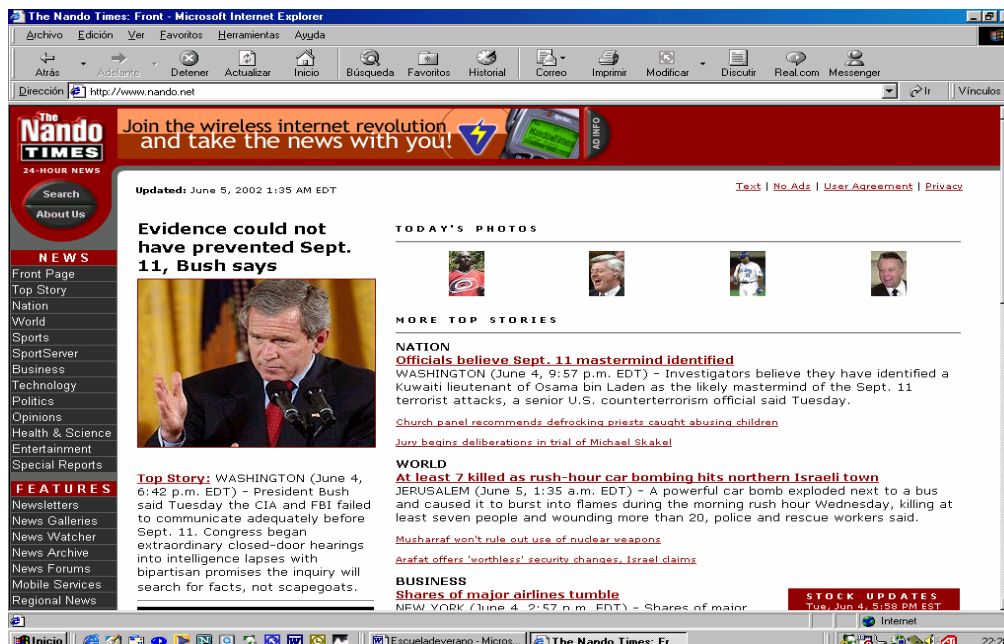 The Nando Times: Front - Microsoft Internet Explorer
Archivo Edición Ver Favoritos Herramientas Ayuda
Atrás Adelante Detener Actualizar Inicio Búsqueda Favoritos Historial Correo Imprimir Modificar Discutir Real.com Messenger
Dirección http://www.nando.net Ir Vínculos
The
Nando
TIMES
24-HOUR NEWS
Join the wireless internet revolution
and take the news with you!
AD INFO
Search
About Us
Updated: June 5, 2002 1:35 AM EDT
Text | No Ads | User Agreement | Privacy
NEWS
Front Page
Top Story
Nation
World
Sports
SportServer
Business
Technology
Politics
Opinions
Health & Science
Entertainment
Special Reports
FEATURES
Newsletters
News Galleries
News Watcher
News Archive
News Forums
Mobile Services
Regional News
Evidence could not
have prevented Sept.
11, Bush says
Top Story: WASHINGTON (June 4,
6:42 p.m. EDT) - President Bush
said Tuesday the CIA and FBI failed
to communicate adequately before
Sept. 11. Congress began
extraordinary closed-door hearings
into intelligence lapses with
bipartisan promises the inquiry will
search for facts, not scapegoats.
TODAY'S PHOTOS
MORE TOP STORIES
NATION
Officials believe Sept. 11 mastermind identified
WASHINGTON (June 4, 9:57 p.m. EDT) - Investigators believe they have identified a
Kuwaiti lieutenant of Osama bin Laden as the likely mastermind of the Sept. 11
terrorist attacks, a senior U.S. counterterrorism official said Tuesday.
Church panel recommends defrocking priests caught abusing children
Jury begins deliberations in trial of Michael Skakel
WORLD
At least 7 killed as rush-hour car bombing hits northern Israeli town
JERUSALEM (June 5, 1:35 a.m. EDT) - A powerful car bomb exploded next to a bus
and caused it to burst into flames during the morning rush hour Wednesday, killing at
least seven people and wounding more than 20, police and rescue workers said.
Musharraf won't rule out use of nuclear weapons
Arafat offers 'worthless' security changes, Israel claims
BUSINESS
Shares of major airlines tumble
NEW YORK (June 4, 2:57 p.m. EDT) - Shares of major
STOCK UPDATES
Tue, Jun 4, 5:58 PM EST
Internet
Inicio Escueladeverano - Micros... The Nando Times: Fr...